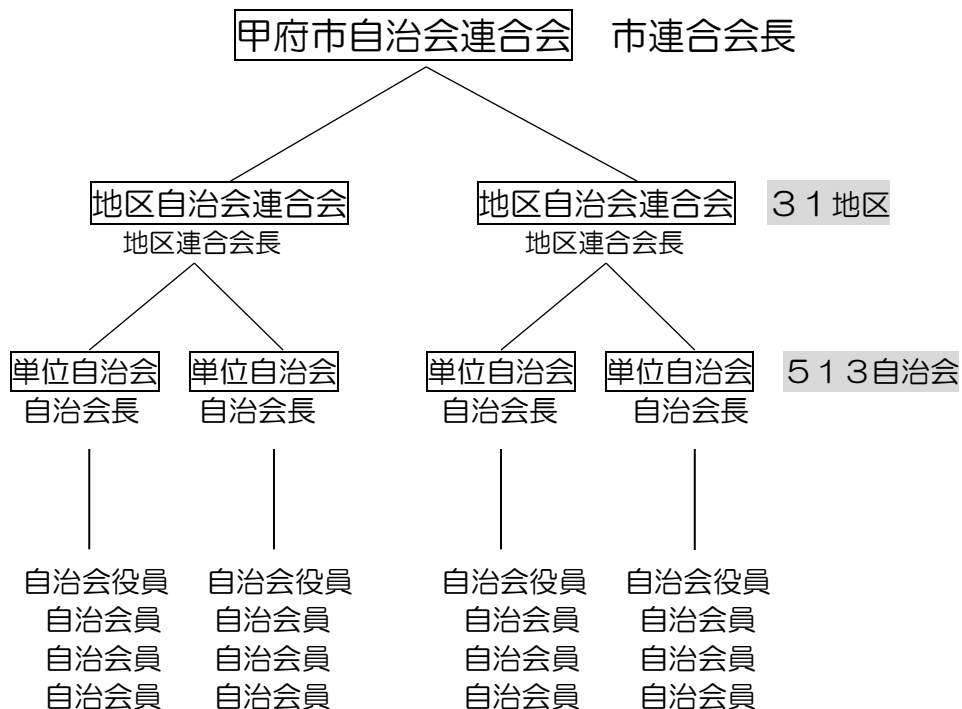 甲府市自治会連合会　市連合会長
地区自治会連合会　地区自治会連合会　３１地区
地区連合会長　地区連合会長
単位自治会　単位自治会　単位自治会　単位自治会　５１３自治会
自治会長　自治会長　自治会長　自治会長
自治会役員　自治会役員　自治会役員　自治会役員
自治会員　自治会員　自治会員　自治会員
自治会員　自治会員　自治会員　自治会員
自治会員　自治会員　自治会員　自治会員